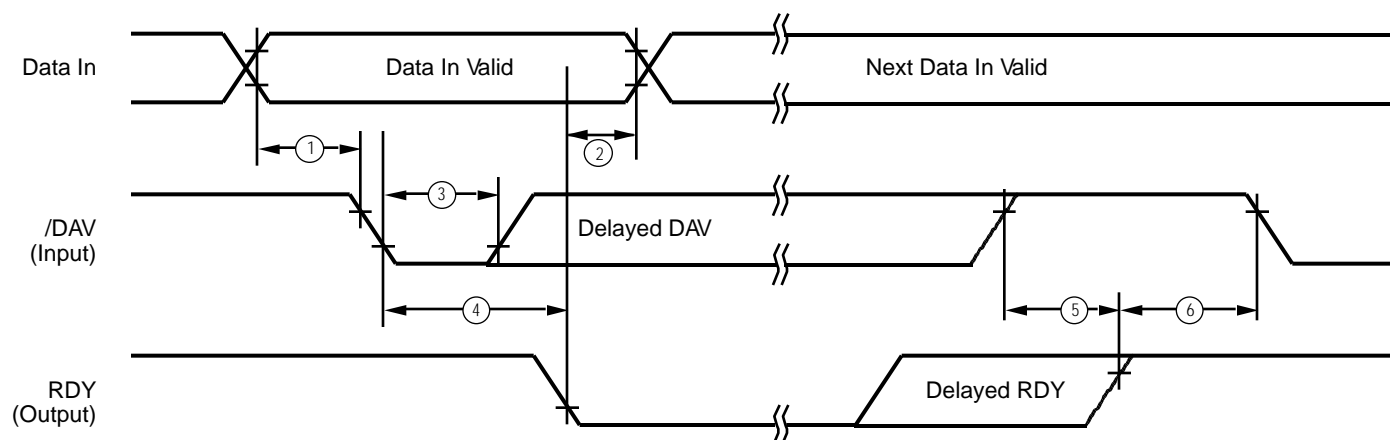 Data In
Data In Valid
Next Data In Valid
1
2
3
/DAV
(Input)
Delayed DAV
4
5
6
RDY
(Output)
Delayed RDY